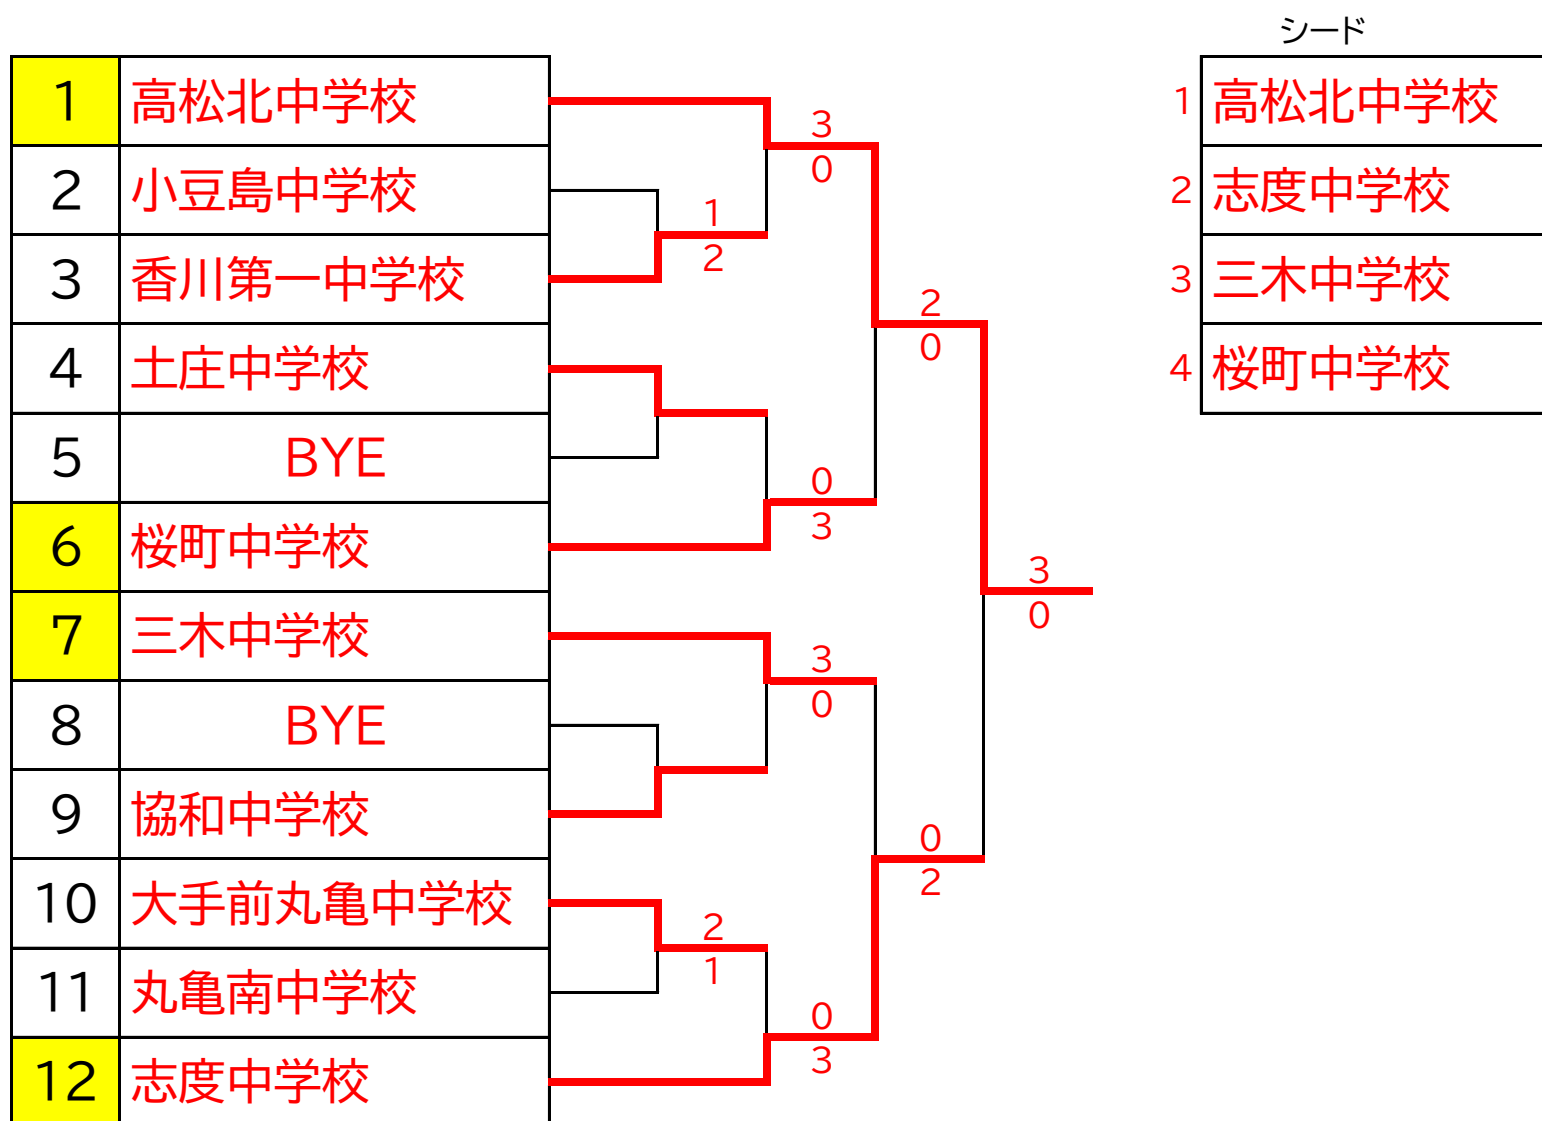 シード
1 高松北中学校
2 小豆島中学校
3 香川第一中学校
4 土庄中学校
5 BYE
6 桜町中学校
7 三木中学校
8 BYE
9 協和中学校
10 大手前丸亀中学校
11 丸亀南中学校
12 志度中学校
1
2
2
1
3
0
0
3
3
0
0
3
2
0
0
2
3
0
1 高松北中学校
2 志度中学校
3 三木中学校
4 桜町中学校